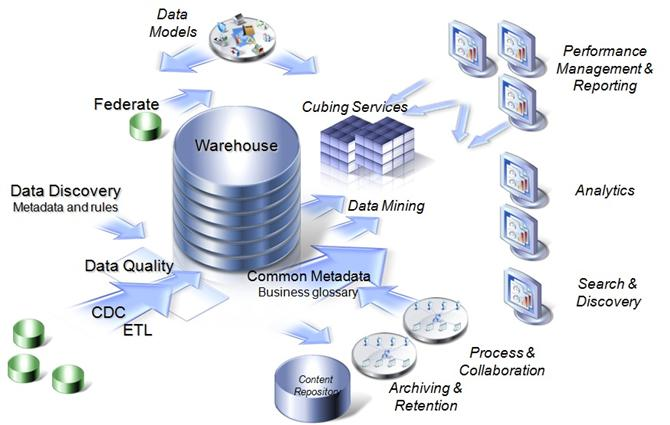 Data
Models
Performance
Management &
Reporting
Federate
Cubing Services
Warehouse
Data Discovery
Metadata and rules
Analytics
Data Mining
Data Quality
Common Metadata
Business glossary
Search &
Discovery
CDC
ETL
Process &
Collaboration
Content
Repository
Archiving &
Retention